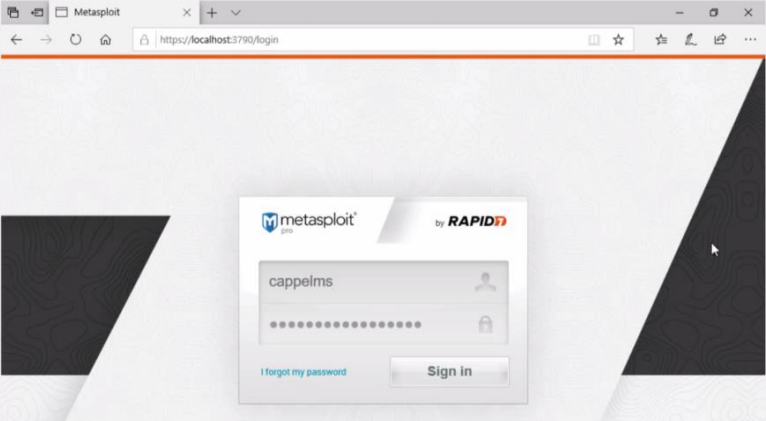 Metasploit
https://localhost:3790/login
metasploit®
pro
by RAPID7
cappelms
•••••••••••••••••
I forgot my password
Sign in